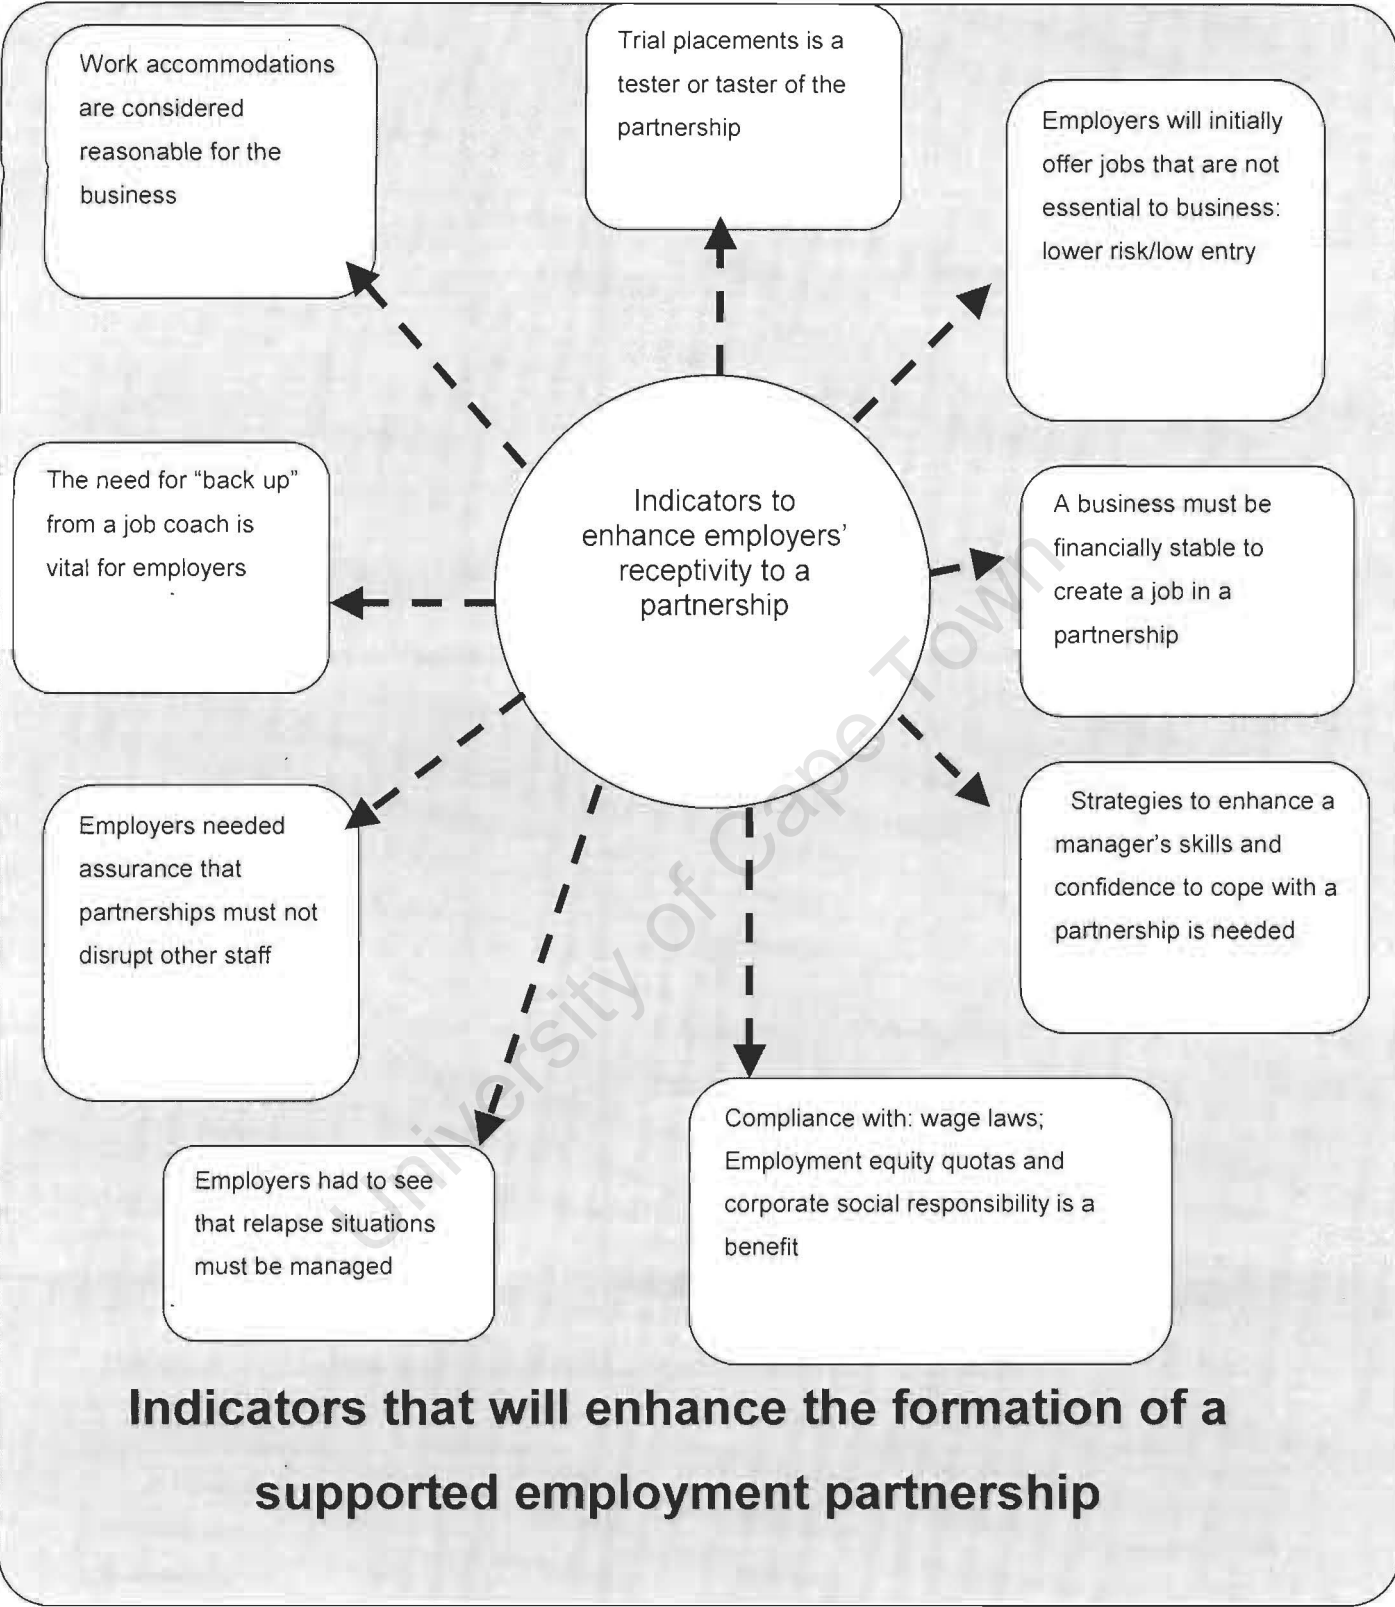 Work accommodations
are considered
reasonable for the
business
Trial placements is a
tester or taster of the
partnership
Employers will initially
offer jobs that are not
essential to business:
lower risk/low entry
The need for “back up”
from a job coach is
vital for employers
Indicators to
enhance employers’
receptivity to a
partnership
A business must be
financially stable to
create a job in a
partnership
Employers needed
assurance that
partnerships must not
disrupt other staff
Strategies to enhance a
manager’s skills and
confidence to cope with a
partnership is needed
Employers had to see
that relapse situations
must be managed
Compliance with: wage laws;
Employment equity quotas and
corporate social responsibility is a
benefit
University of Cape Town
Indicators that will enhance the formation of a
supported employment partnership